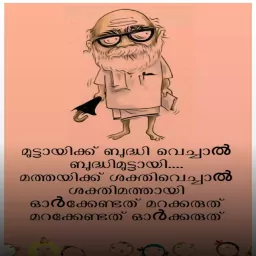 മുട്ടായിക്ക് ബുദ്ധി വെച്ചാൽ
ബുദ്ധിമുട്ടായി....
മത്തയിക്ക് ശക്തിവെച്ചാൽ
ശക്തിമത്തായി
ഓർക്കേണ്ടത് മറക്കരുത്
മറക്കേണ്ടത് ഓർക്കരുത്